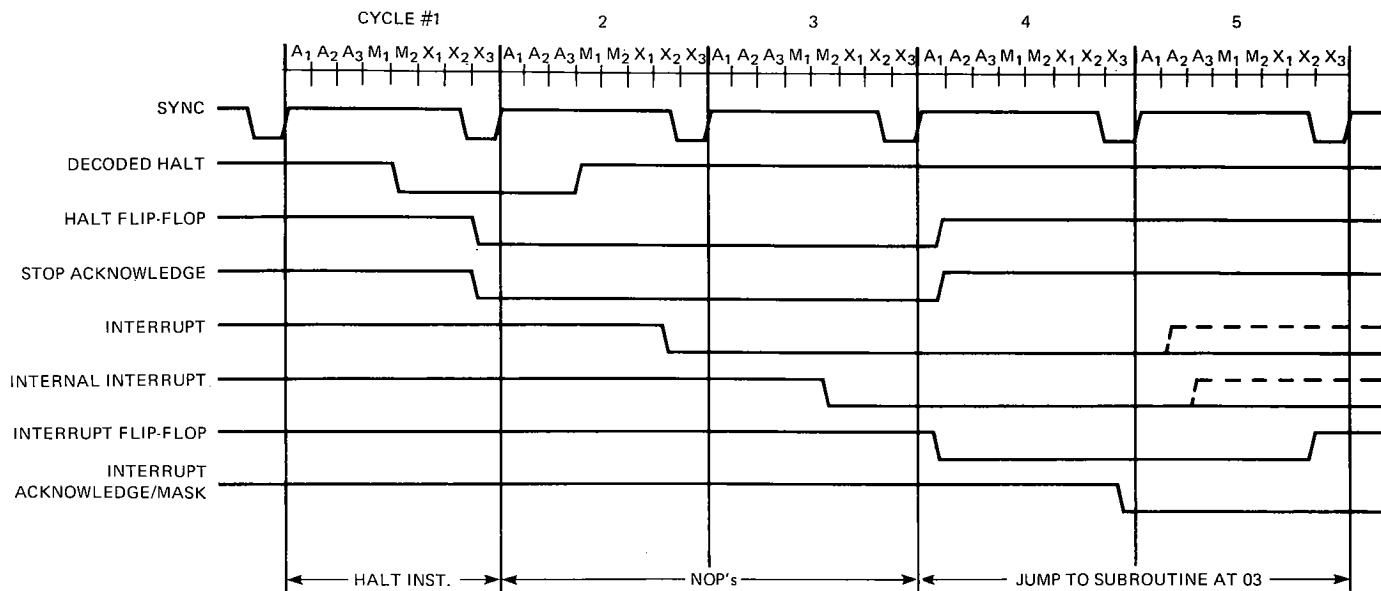 CYCLE #1 2 3 4 5
A1 A2 A3 M1 M2 X1 X2 X3 A1 A2 A3 M1 M2 X1 X2 X3 A1 A2 A3 M1 M2 X1 X2 X3 A1 A2 A3 M1 M2 X1 X2 X3 A1 A2 A3 M1 M2 X1 X2 X3
SYNC
DECODED HALT
HALT FLIP-FLOP
STOP ACKNOWLEDGE
INTERRUPT
INTERNAL INTERRUPT
INTERRUPT FLIP-FLOP
INTERRUPT
ACKNOWLEDGE/MASK
HALT INST. NOP's JUMP TO SUBROUTINE AT 03